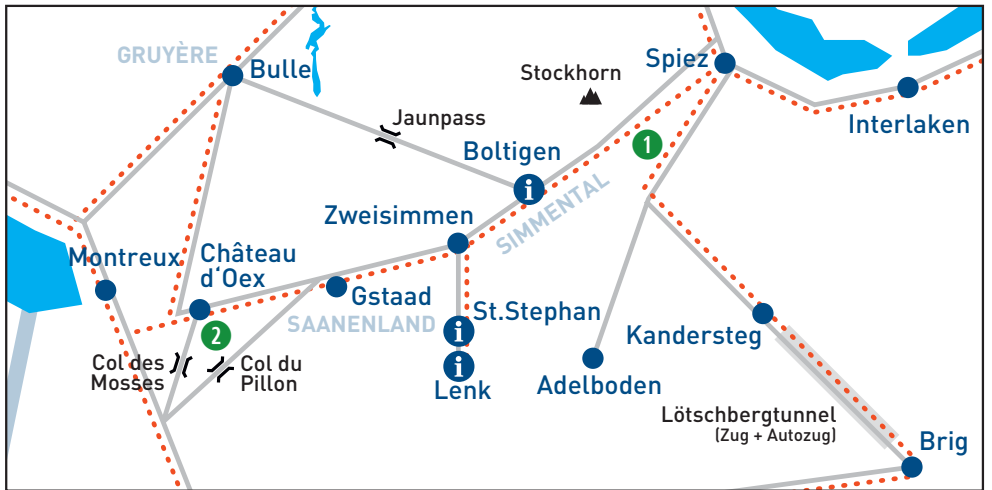 GRUYÈRE
Bulle
Spiez
Stockhorn
Jaunpass
Interlaken
1
Boltigen
i
SIMMENTAL
Zweisimmen
Montreux
Château
d'Oex
Gstaad
SAANENLAND
St.Stephan
i
2
Kandersteg
Col des
Mosses
Col du
Pillon
i
Lenk
Adelboden
Lötschbergtunnel
(Zug + Autozug)
Brig